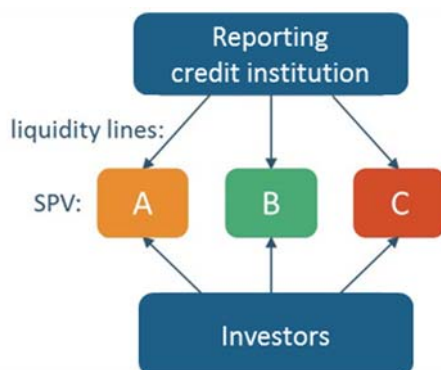 Reporting
credit institution
liquidity lines:
SPV: A B C
Investors